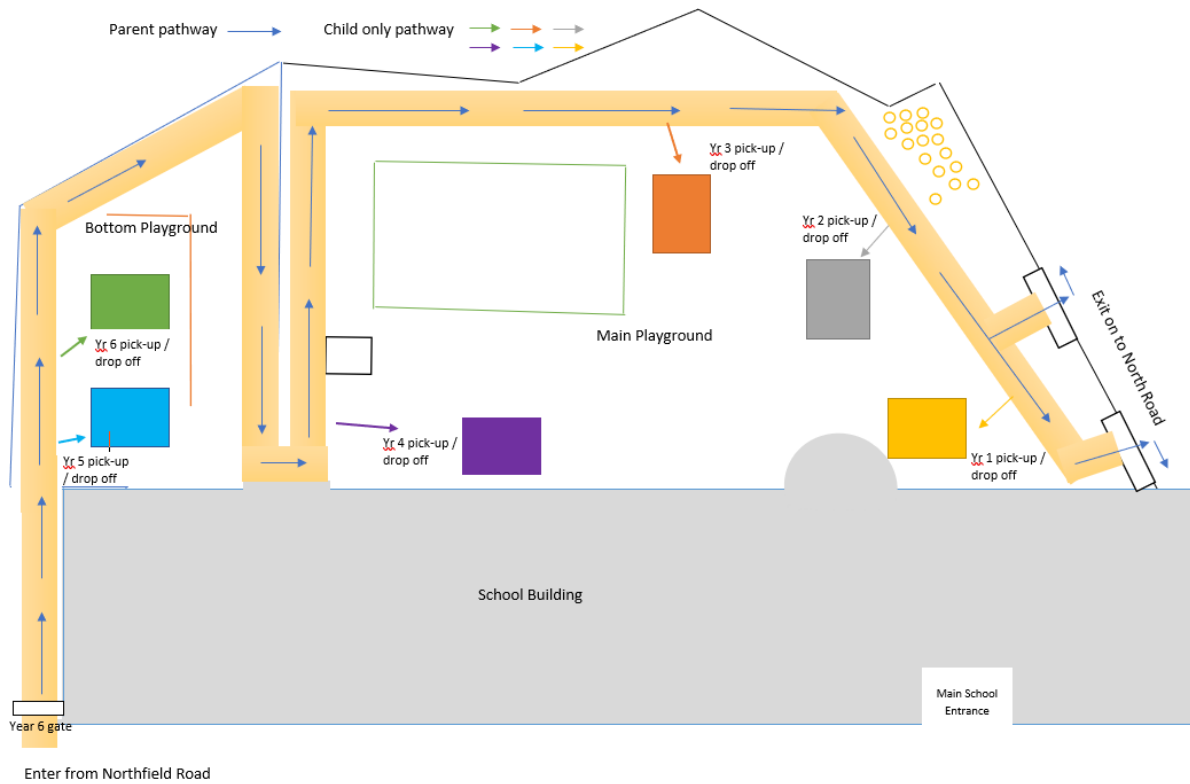 Parent pathway
Child only pathway
Yr 3 pick-up /
drop off
Yr 2 pick-up /
drop off
Bottom Playground
Exit on to North Road
Main Playground
Yr 6 pick-up /
drop off
Yr 4 pick-up /
drop off
Yr 5 pick-up
/ drop off
Yr 1 pick-up /
drop off
School Building
Main School
Entrance
Year 6 gate
Enter from Northfield Road